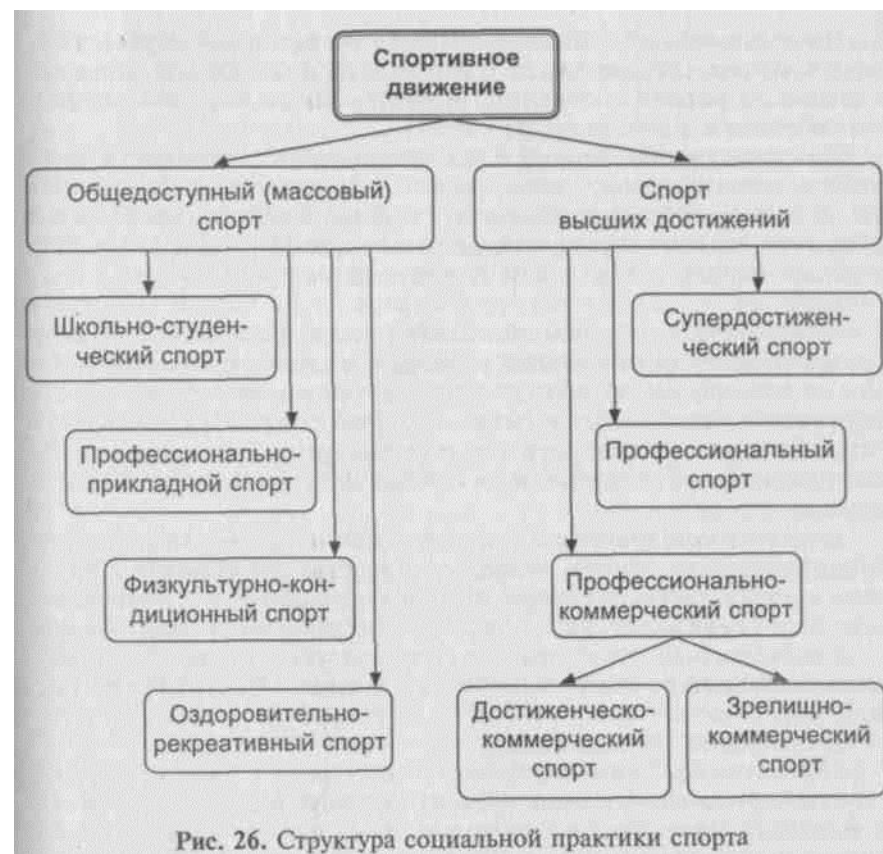 Спортивное
движение
Общедоступный (массовый)
спорт
Спорт
высших достижений
Школьно-студен-
ческий спорт
Супердостижен-
ческий спорт
Профессионально-
прикладной спорт
Профессиональный
спорт
Физкультурно-кон-
диционный спорт
Профессионально-
коммерческий спорт
Оздоровительно-
рекреативный спорт
Достиженческо-
коммерческий
спорт
Зрелищно-
коммерческий
спорт
Рис. 26. Структура социальной практики спорта